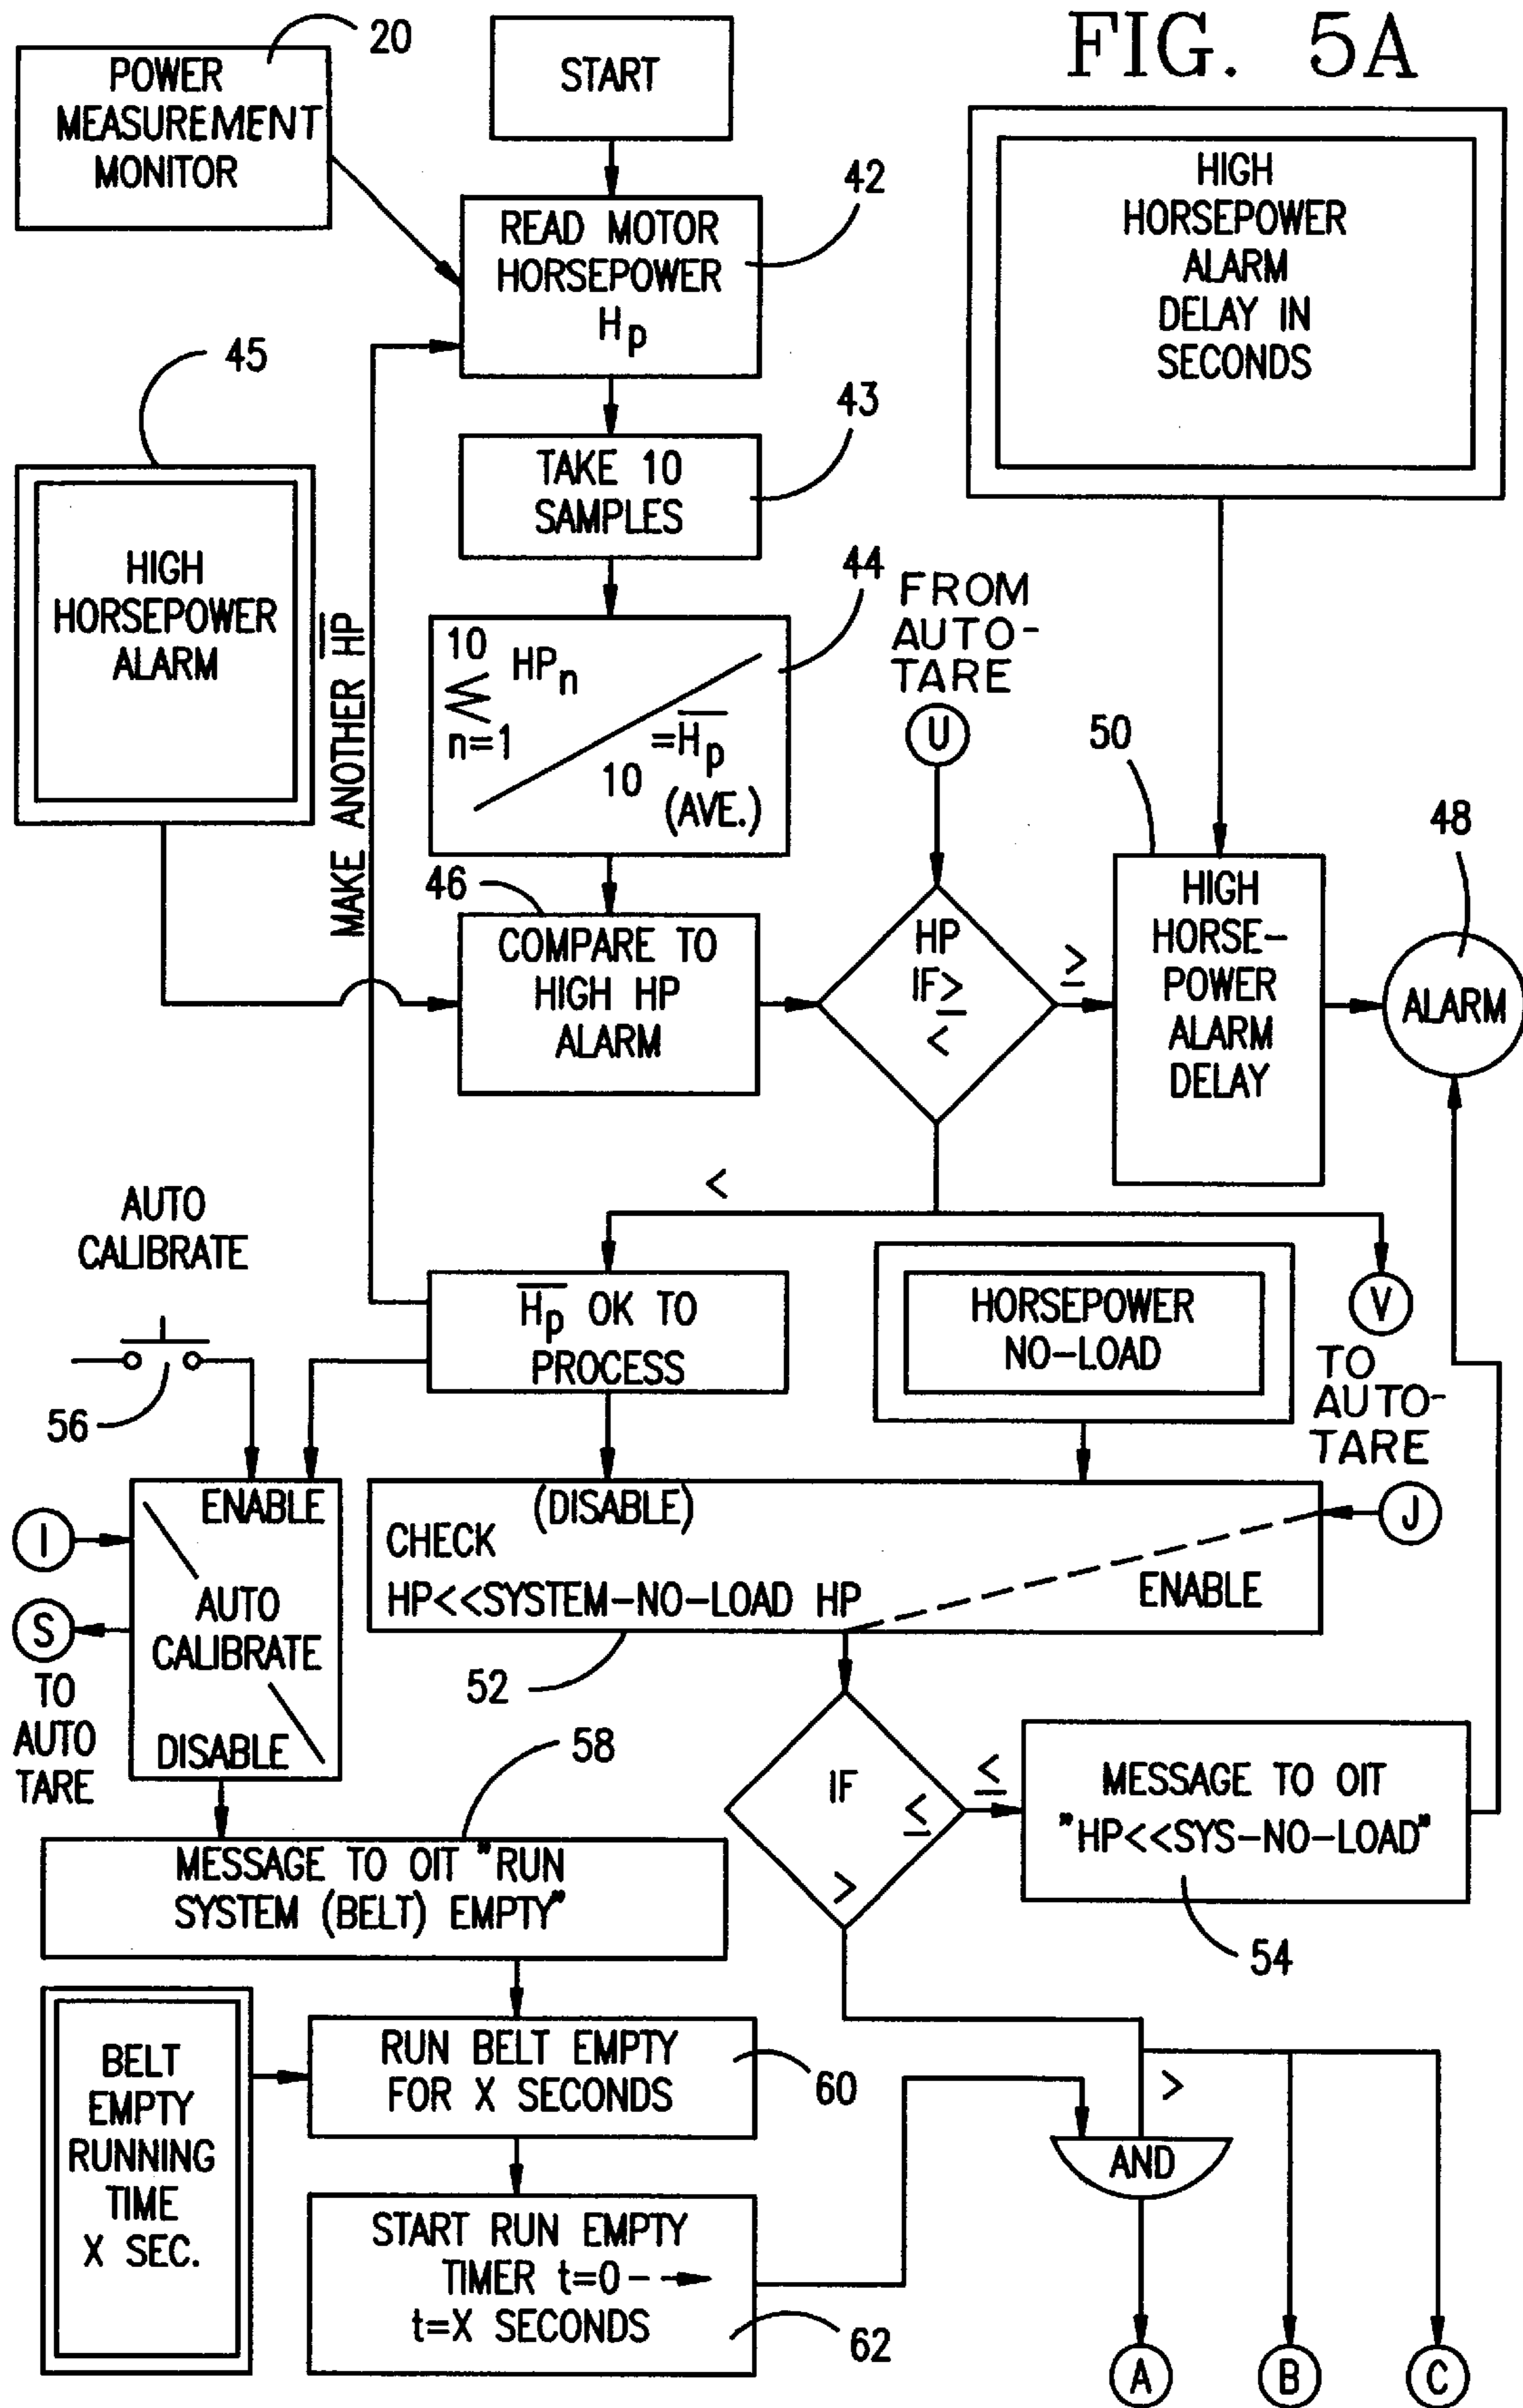 FIG. 5A
20
POWER
MEASUREMENT
MONITOR
START
HIGH
HORSEPOWER
ALARM
DELAY IN
SECONDS
42
READ MOTOR
HORSEPOWER
Hp
45
43
TAKE 10
SAMPLES
HIGH
HORSEPOWER
ALARM
MAKE ANOTHER H̅P̅
44
10
Σ HPn
n=1
10
=H̅p̅
(AVE.)
FROM
AUTO-
TARE
U
50
48
46
COMPARE TO
HIGH HP
ALARM
HP
IF≥
<
≥
HIGH
HORSE-
POWER
ALARM
DELAY
ALARM
<
AUTO
CALIBRATE
56
H̅p̅ OK TO
PROCESS
HORSEPOWER
NO-LOAD
V
TO
AUTO-
TARE
I
S
TO
AUTO
TARE
ENABLE
AUTO
CALIBRATE
DISABLE
(DISABLE)
CHECK
HP<<SYSTEM-NO-LOAD HP
ENABLE
J
52
58
IF
≤
>
≤
MESSAGE TO OIT
"HP<<SYS-NO-LOAD"
54
MESSAGE TO OIT "RUN
SYSTEM (BELT) EMPTY"
BELT
EMPTY
RUNNING
TIME
X SEC.
RUN BELT EMPTY
FOR X SECONDS
60
>
AND
START RUN EMPTY
TIMER t=0-→
t=X SECONDS
62
A
B
C